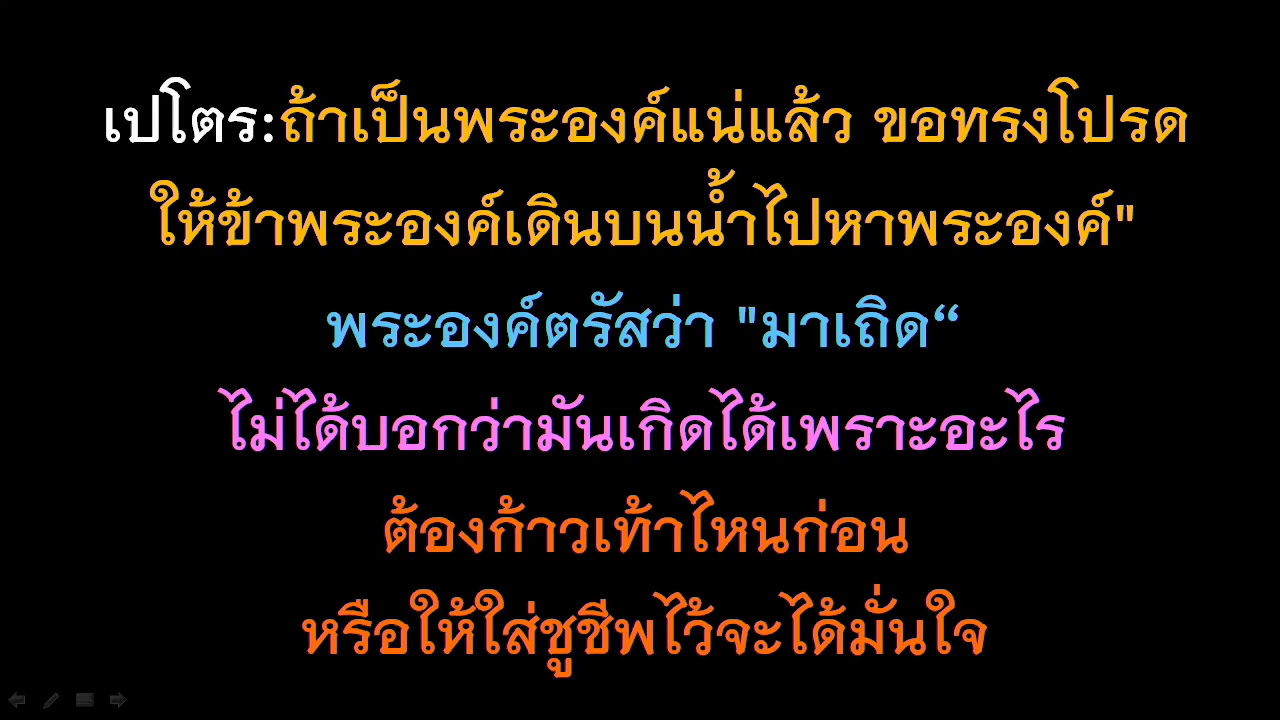 เปโตร:ถ้าเป็นพระองค์แน่แล้ว ขอทรงโปรด
ให้ข้าพระองค์เดินบนน้ำไปหาพระองค์"
พระองค์ตรัสว่า "มาเถิด“
ไม่ได้บอกว่ามันเกิดได้เพราะอะไร
ต้องก้าวเท้าไหนก่อน
หรือให้ใส่ชูชีพไว้จะได้มั่นใจ